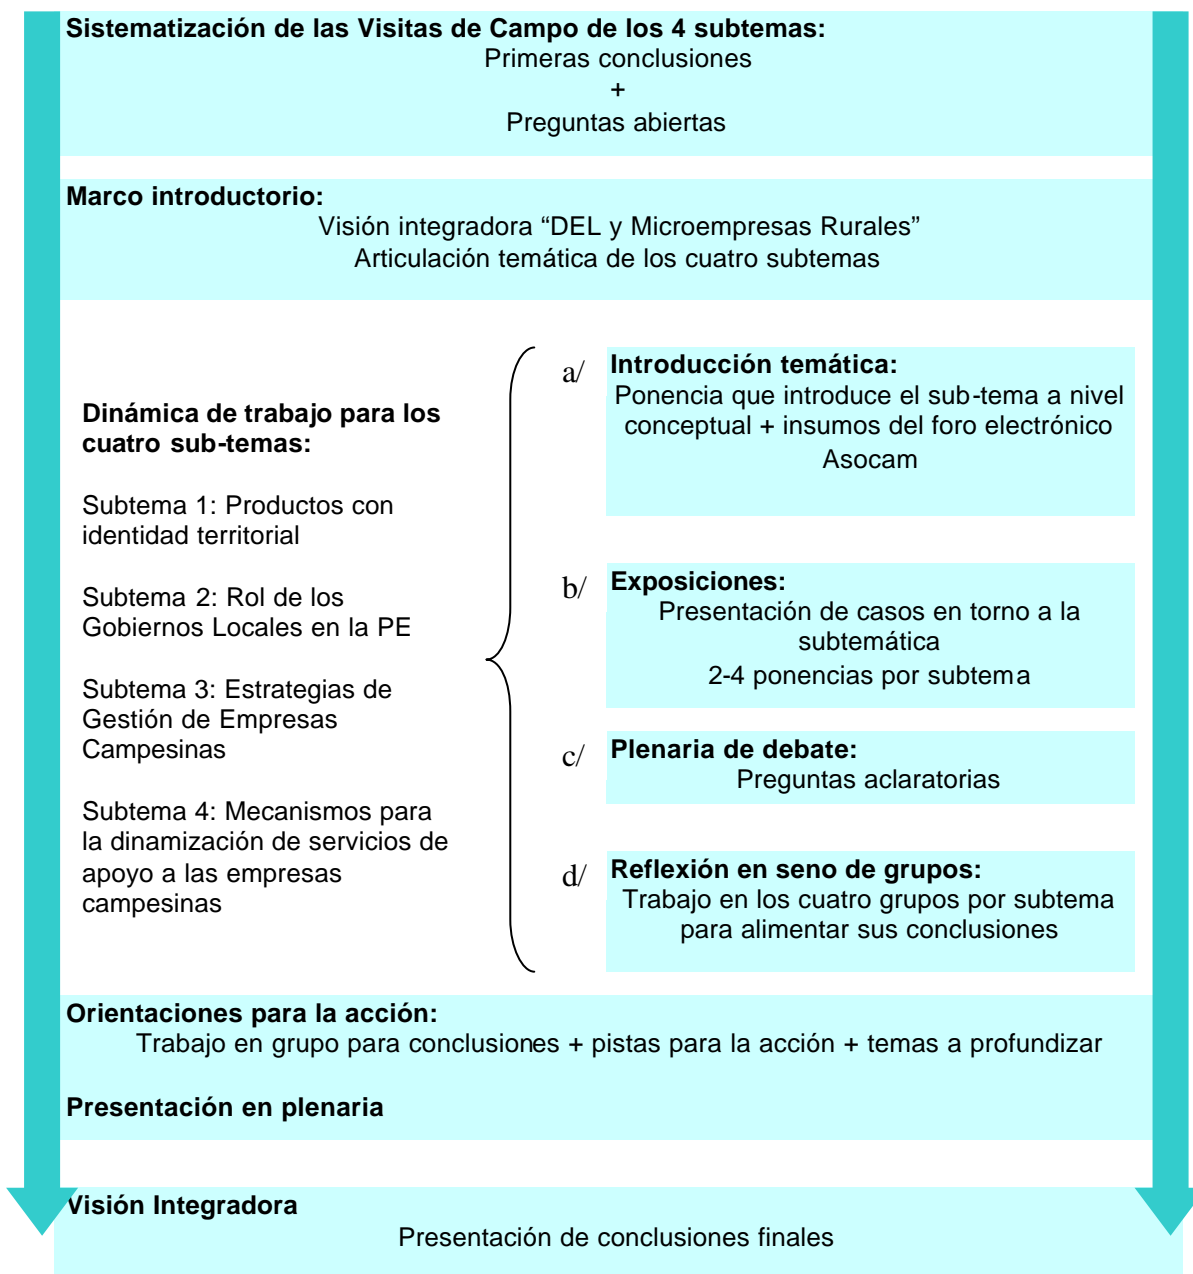 Sistematización de las Visitas de Campo de los 4 subtemas:
Primeras conclusiones
+
Preguntas abiertas
Marco introductorio:
Visión integradora “DEL y Microempresas Rurales”
Articulación temática de los cuatro subtemas
Dinámica de trabajo para los
cuatro sub-temas:
Subtema 1: Productos con
identidad territorial
Subtema 2: Rol de los
Gobiernos Locales en la PE
Subtema 3: Estrategias de
Gestión de Empresas
Campesinas
Subtema 4: Mecanismos para
la dinamización de servicios de
apoyo a las empresas
campesinas
a/
Introducción temática:
Ponencia que introduce el sub-tema a nivel
conceptual + insumos del foro electrónico
Asocam
b/
Exposiciones:
Presentación de casos en torno a la
subtemática
2-4 ponencias por subtema
c/
Plenaria de debate:
Preguntas aclaratorias
d/
Reflexión en seno de grupos:
Trabajo en los cuatro grupos por subtema
para alimentar sus conclusiones
Orientaciones para la acción:
Trabajo en grupo para conclusiones + pistas para la acción + temas a profundizar
Presentación en plenaria
Visión Integradora
Presentación de conclusiones finales